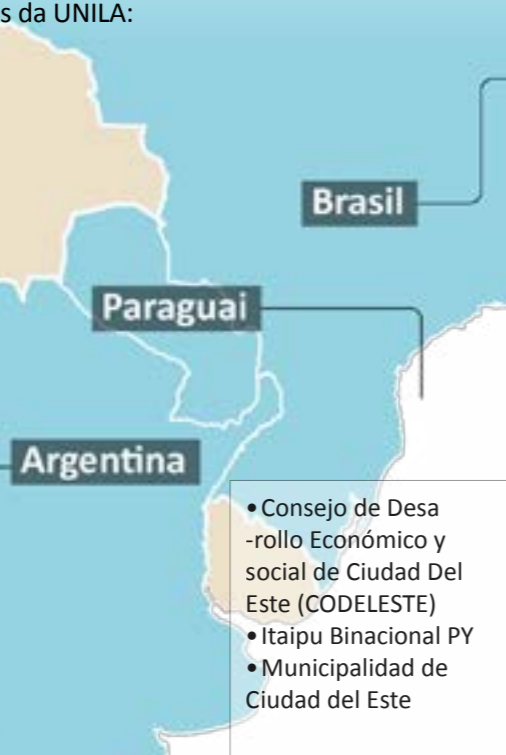 s da UNILA:
Brasil
Paraguai
Argentina
•Consejo de Desa
-rollo Económico y
social de Ciudad Del
Este (CODELESTE)
•Itaipu Binacional PY
•Municipalidad de
Ciudad del Este